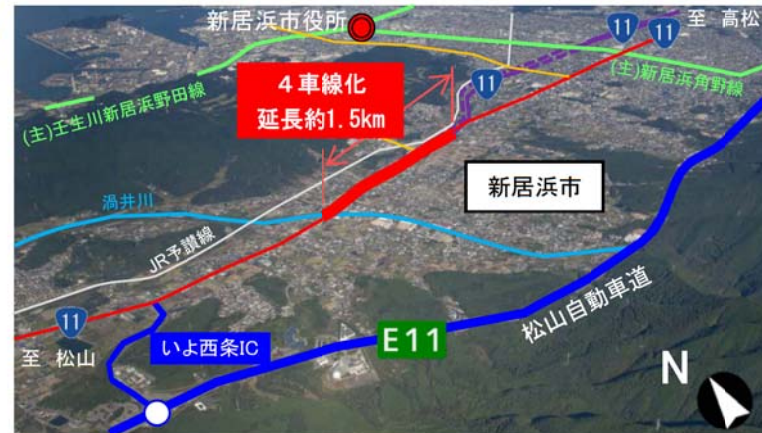 新居浜市役所
11
11
至 高松
４車線化
延長約1.5km
11
(主)新居浜角野線
(主)壬生川新居浜野田線
新居浜市
渦井川
JR予讃線
11
至 松山
いよ西条IC
E11
松山自動車道
N